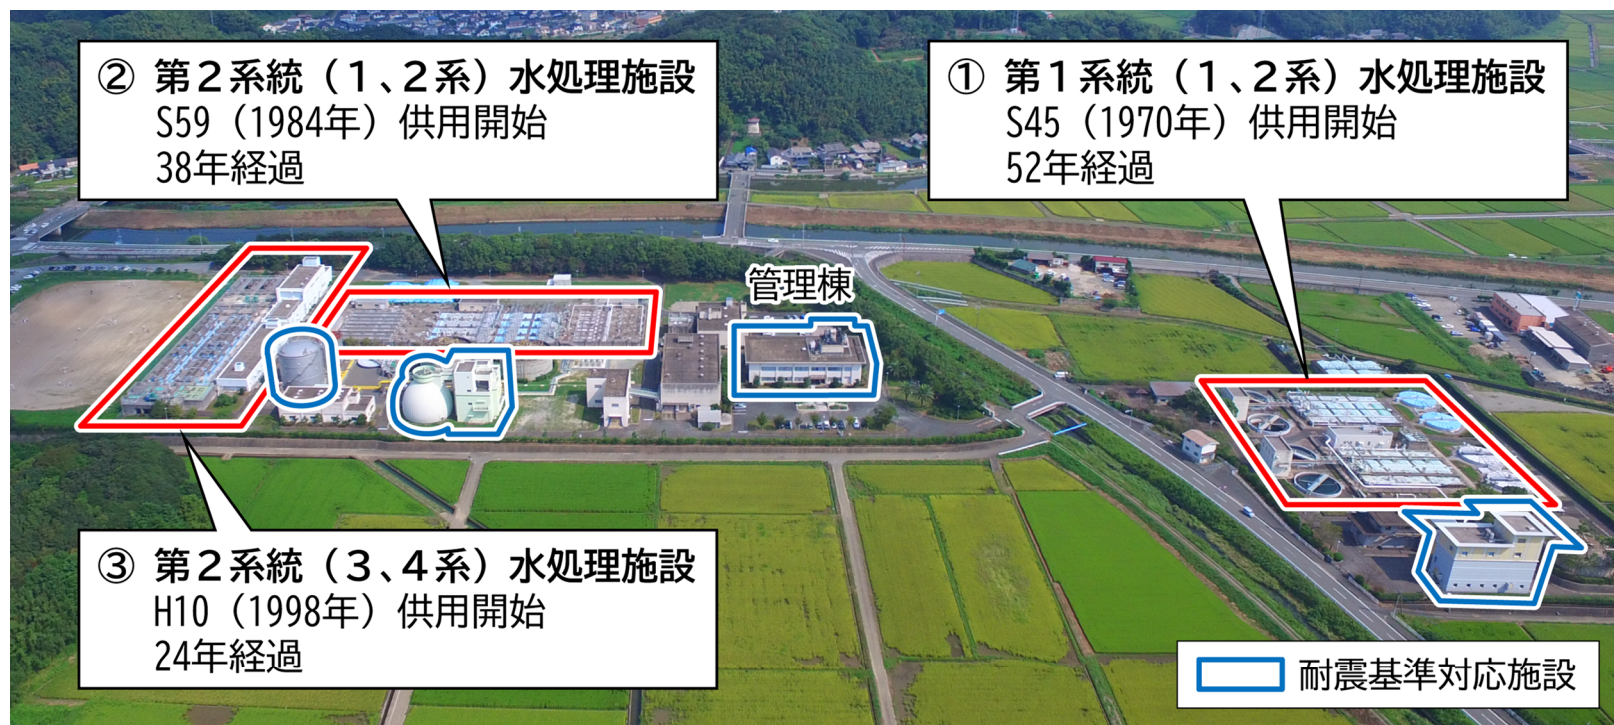 ② 第２系統（１、２系）水処理施設
S59（1984年）供用開始
38年経過
① 第１系統（１、２系）水処理施設
S45（1970年）供用開始
52年経過
管理棟
③ 第２系統（３、４系）水処理施設
H10（1998年）供用開始
24年経過
耐震基準対応施設